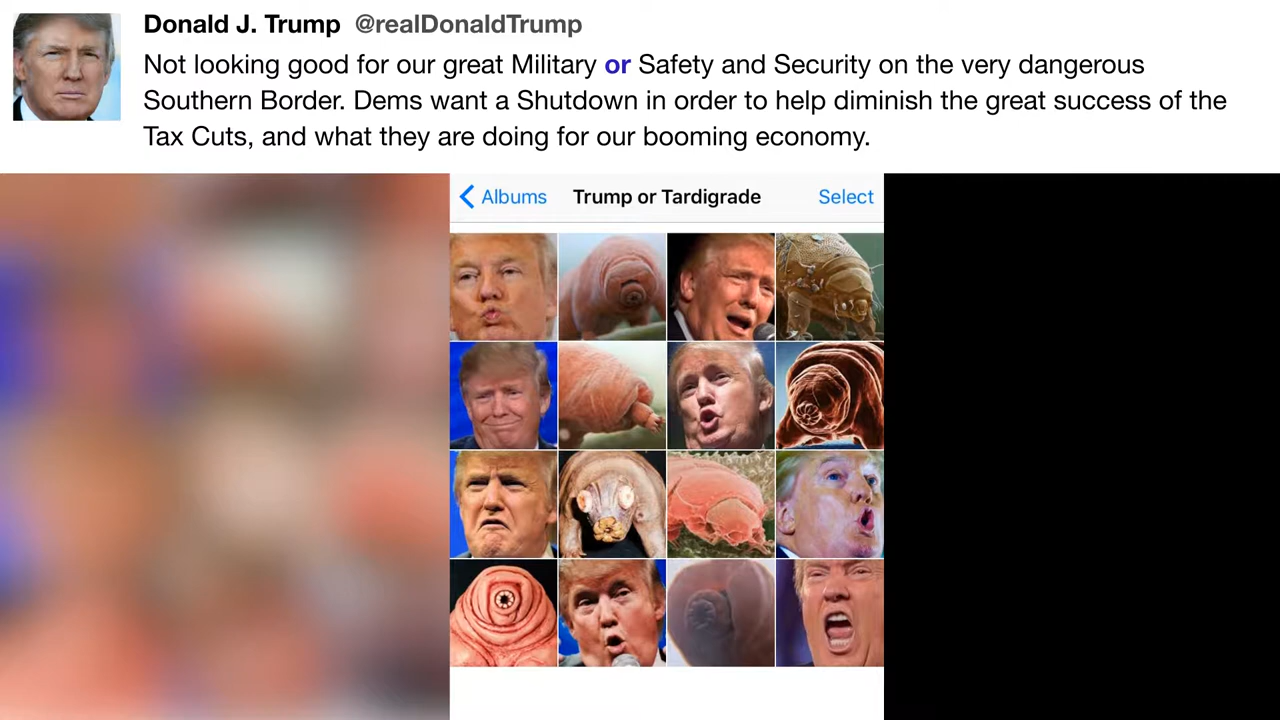 Donald J. Trump @realDonaldTrump
Not looking good for our great Military or Safety and Security on the very dangerous
Southern Border. Dems want a Shutdown in order to help diminish the great success of the
Tax Cuts, and what they are doing for our booming economy.
Albums Trump or Tardigrade Select